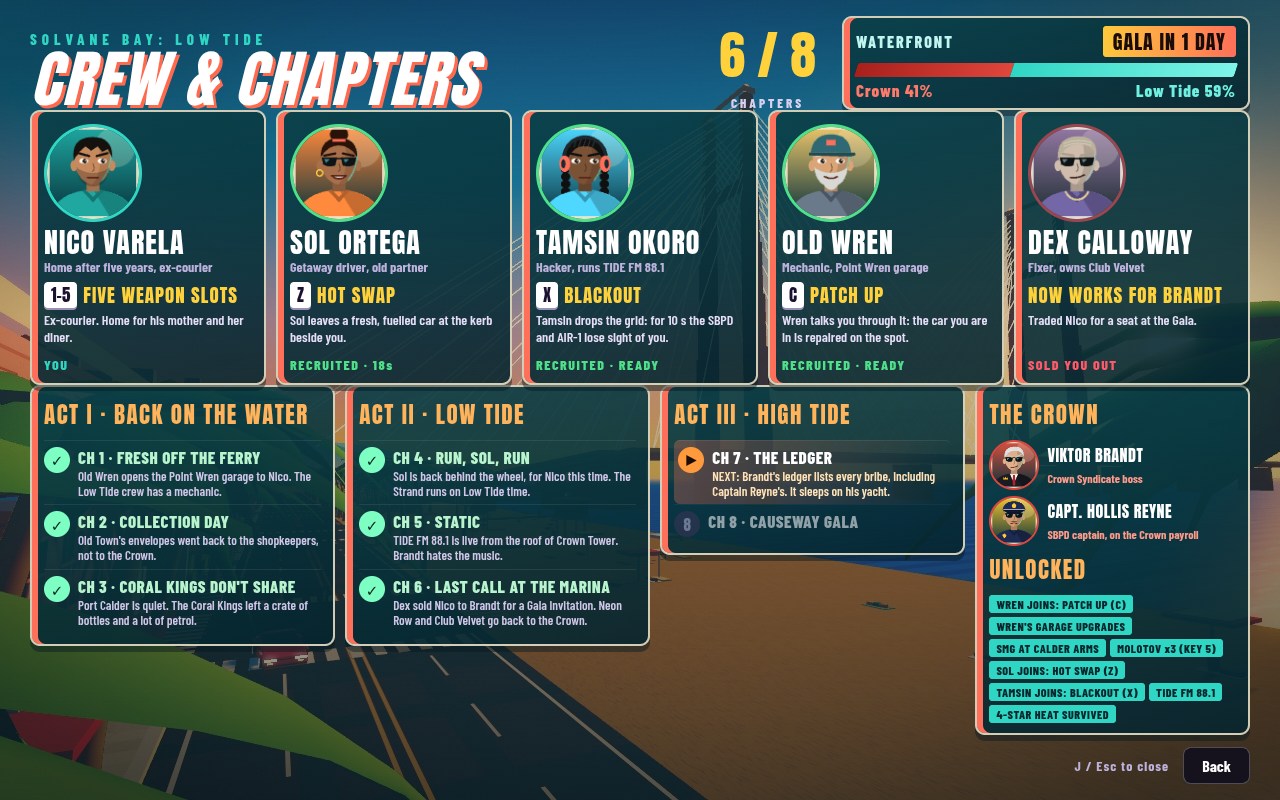 SOLVANE BAY: LOW TIDE
CREW & CHAPTERS
6 / 8
CHAPTERS
WATERFRONT
GALA IN 1 DAY
Crown 41%
Low Tide 59%
NICO VARELA
Home after five years, ex-courier
1-5 FIVE WEAPON SLOTS
Ex-courier. Home for his mother and her
diner.
YOU
SOL ORTEGA
Getaway driver, old partner
Z HOT SWAP
Sol leaves a fresh, fuelled car at the kerb
beside you.
RECRUITED · 18s
TAMSIN OKORO
Hacker, runs TIDE FM 88.1
X BLACKOUT
Tamsin drops the grid: for 10 s the SBPD
and AIR-1 lose sight of you.
RECRUITED · READY
OLD WREN
Mechanic, Point Wren garage
C PATCH UP
Wren talks you through it: the car you are
in is repaired on the spot.
RECRUITED · READY
DEX CALLOWAY
Fixer, owns Club Velvet
NOW WORKS FOR BRANDT
Traded Nico for a seat at the Gala.
SOLD YOU OUT
ACT I · BACK ON THE WATER
✓ CH 1 · FRESH OFF THE FERRY
Old Wren opens the Point Wren garage to Nico. The
Low Tide crew has a mechanic.
✓ CH 2 · COLLECTION DAY
Old Town's envelopes went back to the shopkeepers,
not to the Crown.
✓ CH 3 · CORAL KINGS DON'T SHARE
Port Calder is quiet. The Coral Kings left a crate of
bottles and a lot of petrol.
ACT II · LOW TIDE
✓ CH 4 · RUN, SOL, RUN
Sol is back behind the wheel, for Nico this time. The
Strand runs on Low Tide time.
✓ CH 5 · STATIC
TIDE FM 88.1 is live from the roof of Crown Tower.
Brandt hates the music.
✓ CH 6 · LAST CALL AT THE MARINA
Dex sold Nico to Brandt for a Gala invitation. Neon
Row and Club Velvet go back to the Crown.
ACT III · HIGH TIDE
▶ CH 7 · THE LEDGER
NEXT: Brandt's ledger lists every bribe, including
Captain Reyne's. It sleeps on his yacht.
8 CH 8 · CAUSEWAY GALA
THE CROWN
VIKTOR BRANDT
Crown Syndicate boss
CAPT. HOLLIS REYNE
SBPD captain, on the Crown payroll
UNLOCKED
WREN JOINS: PATCH UP (C)
WREN'S GARAGE UPGRADES
SMG AT CALDER ARMS MOLOTOV x3 (KEY 5)
SOL JOINS: HOT SWAP (Z)
TAMSIN JOINS: BLACKOUT (X) TIDE FM 88.1
4-STAR HEAT SURVIVED
J / Esc to close
Back